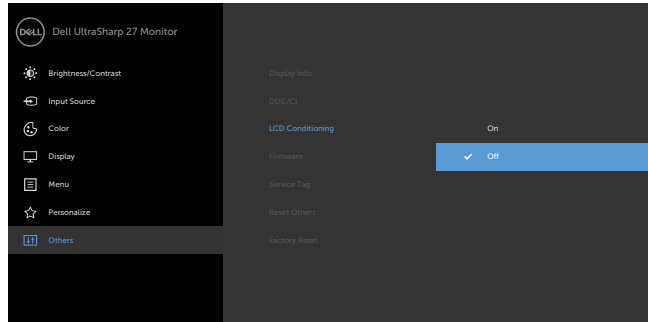 DELL Dell UltraSharp 27 Monitor
Brightness/Contrast
Input Source
Color
Display
Menu
Personalize
Others
Display Info
DDC/CI
LCD Conditioning
Firmware
Service Tag
Reset Others
Factory Reset
On
Off